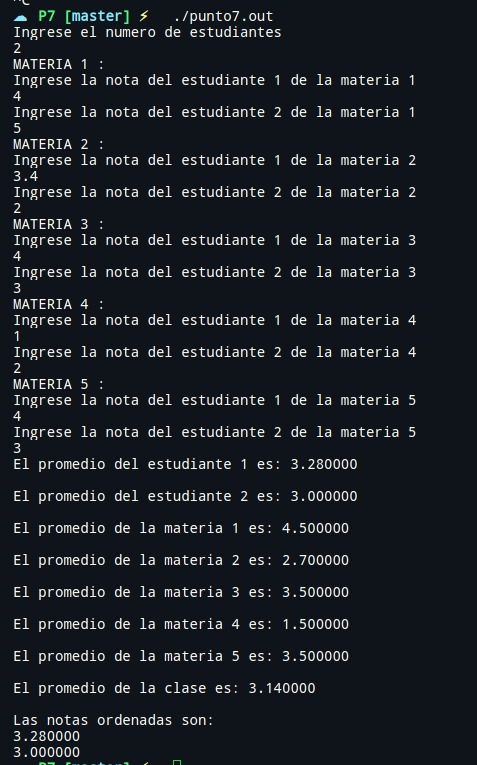 ^C
☁ P7 [master] ⚡ ./punto7.out
Ingrese el numero de estudiantes
2
MATERIA 1 :
Ingrese la nota del estudiante 1 de la materia 1
4
Ingrese la nota del estudiante 2 de la materia 1
5
MATERIA 2 :
Ingrese la nota del estudiante 1 de la materia 2
3.4
Ingrese la nota del estudiante 2 de la materia 2
2
MATERIA 3 :
Ingrese la nota del estudiante 1 de la materia 3
4
Ingrese la nota del estudiante 2 de la materia 3
3
MATERIA 4 :
Ingrese la nota del estudiante 1 de la materia 4
1
Ingrese la nota del estudiante 2 de la materia 4
2
MATERIA 5 :
Ingrese la nota del estudiante 1 de la materia 5
4
Ingrese la nota del estudiante 2 de la materia 5
3
El promedio del estudiante 1 es: 3.280000
El promedio del estudiante 2 es: 3.000000
El promedio de la materia 1 es: 4.500000
El promedio de la materia 2 es: 2.700000
El promedio de la materia 3 es: 3.500000
El promedio de la materia 4 es: 1.500000
El promedio de la materia 5 es: 3.500000
El promedio de la clase es: 3.140000
Las notas ordenadas son:
3.280000
3.000000
P7 [master] ⚡